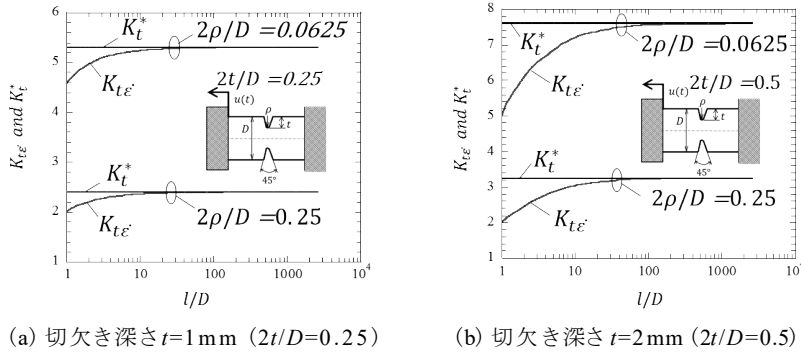 6
5
4
3
2
1
K_tε̇ and K_t*
K_t*
2ρ/D =0.0625
K_tε̇
2t/D=0.25
u(t)
ρ
D
t
45°
K_t*
2ρ/D =0.25
K_tε̇
1 10 100 1000 10⁴
l/D
(a) 切欠き深さt=1mm (2t/D=0.25)
8
7
6
5
4
3
2
1
K_tε̇ and K_t*
K_t*
2ρ/D =0.0625
K_tε̇
2t/D=0.5
u(t)
ρ
D
t
45°
K_t*
2ρ/D =0.25
K_tε̇
1 10 100 1000 10⁴
l/D
(b) 切欠き深さt=2mm (2t/D=0.5)